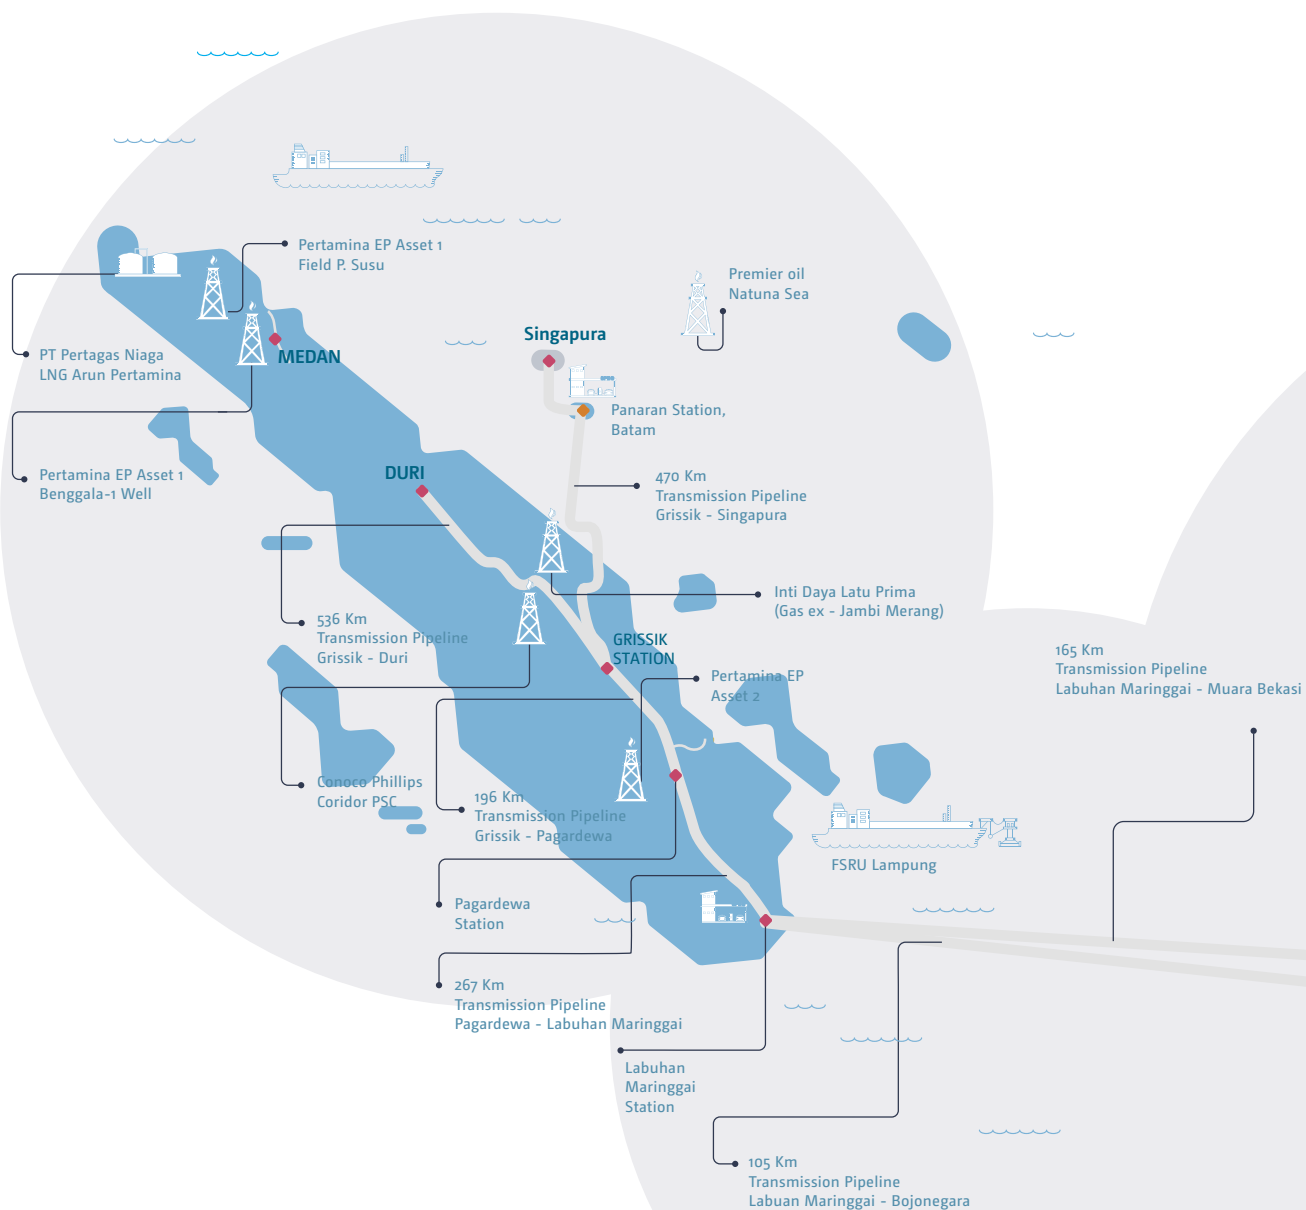 Pertamina EP Asset 1
Field P. Susu
Premier oil
Natuna Sea
Singapura
PT Pertagas Niaga
LNG Arun Pertamina
MEDAN
Panaran Station,
Batam
Pertamina EP Asset 1
Benggala-1 Well
DURI
470 Km
Transmission Pipeline
Grissik - Singapura
Inti Daya Latu Prima
(Gas ex - Jambi Merang)
536 Km
Transmission Pipeline
Grissik - Duri
GRISSIK
STATION
165 Km
Transmission Pipeline
Labuhan Maringgai - Muara Bekasi
Pertamina EP
Asset 2
Conoco Phillips
Coridor PSC
196 Km
Transmission Pipeline
Grissik - Pagardewa
FSRU Lampung
Pagardewa
Station
267 Km
Transmission Pipeline
Pagardewa - Labuhan Maringgai
Labuhan
Maringgai
Station
105 Km
Transmission Pipeline
Labuan Maringgai - Bojonegara